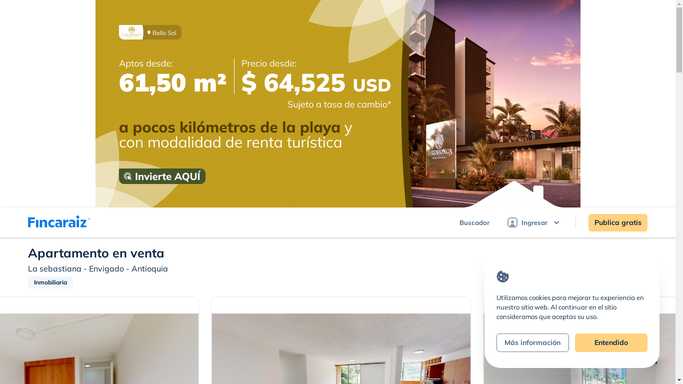 Bello Sol
Aptos desde:
61,50 m²
Precio desde:
$ 64,525 USD
Sujeto a tasa de cambio*
a pocos kilómetros de la playa y
con modalidad de renta turística
Invierte AQUÍ
Fincaraíz
Buscador
Ingresar
Publica gratis
Apartamento en venta
La sebastiana - Envigado - Antioquia
Inmobiliaria
Utilizamos cookies para mejorar tu experiencia en
nuestro sitio web. Al continuar en el sitio
consideramos que aceptas su uso.
Más información
Entendido